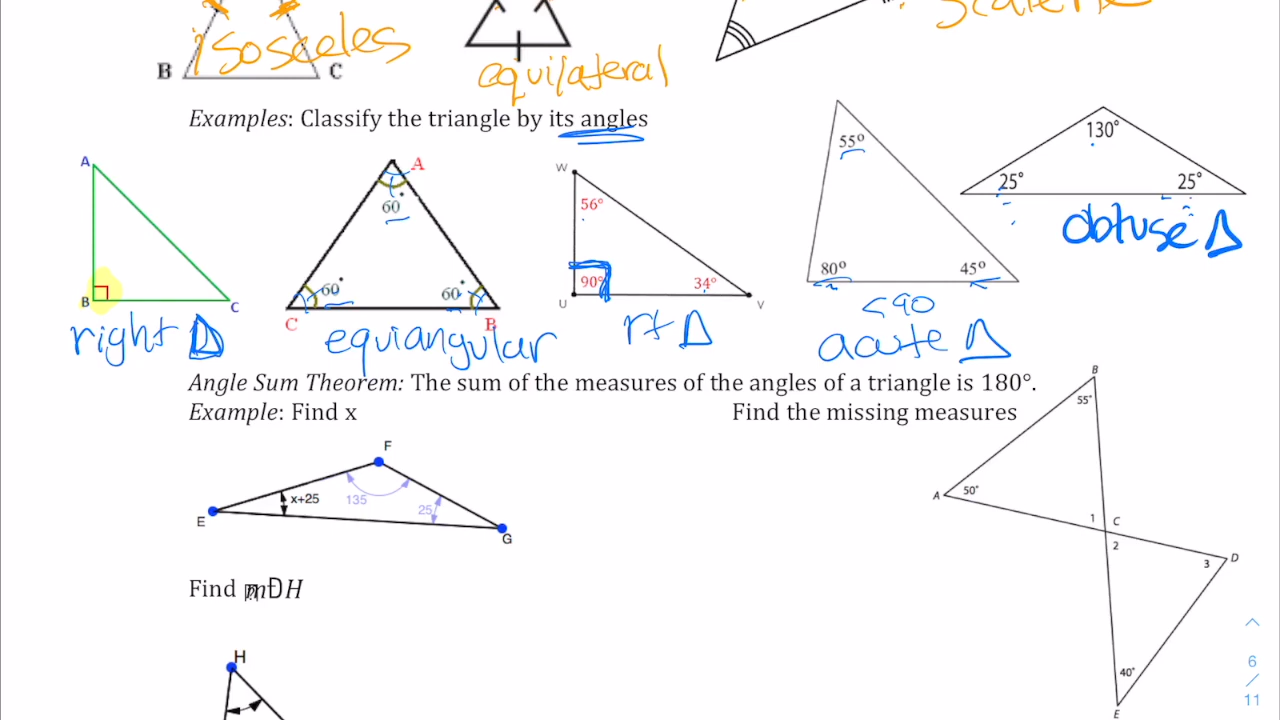 isosceles
B
C
equilateral
scalene
Examples: Classify the triangle by its angles
A
B
C
right Δ
A
60°
60°
60°
C
B
equiangular
W
56°
90°
34°
U
V
rt Δ
55°
80°
45°
<90
acute Δ
130°
25°
25°
obtuse Δ
Angle Sum Theorem: The sum of the measures of the angles of a triangle is 180°.
Example: Find x
Find the missing measures
F
x+25
135
25
E
G
B
55°
A
50°
1
C
2
3
D
40°
E
Find mÐH
H
6
/
11